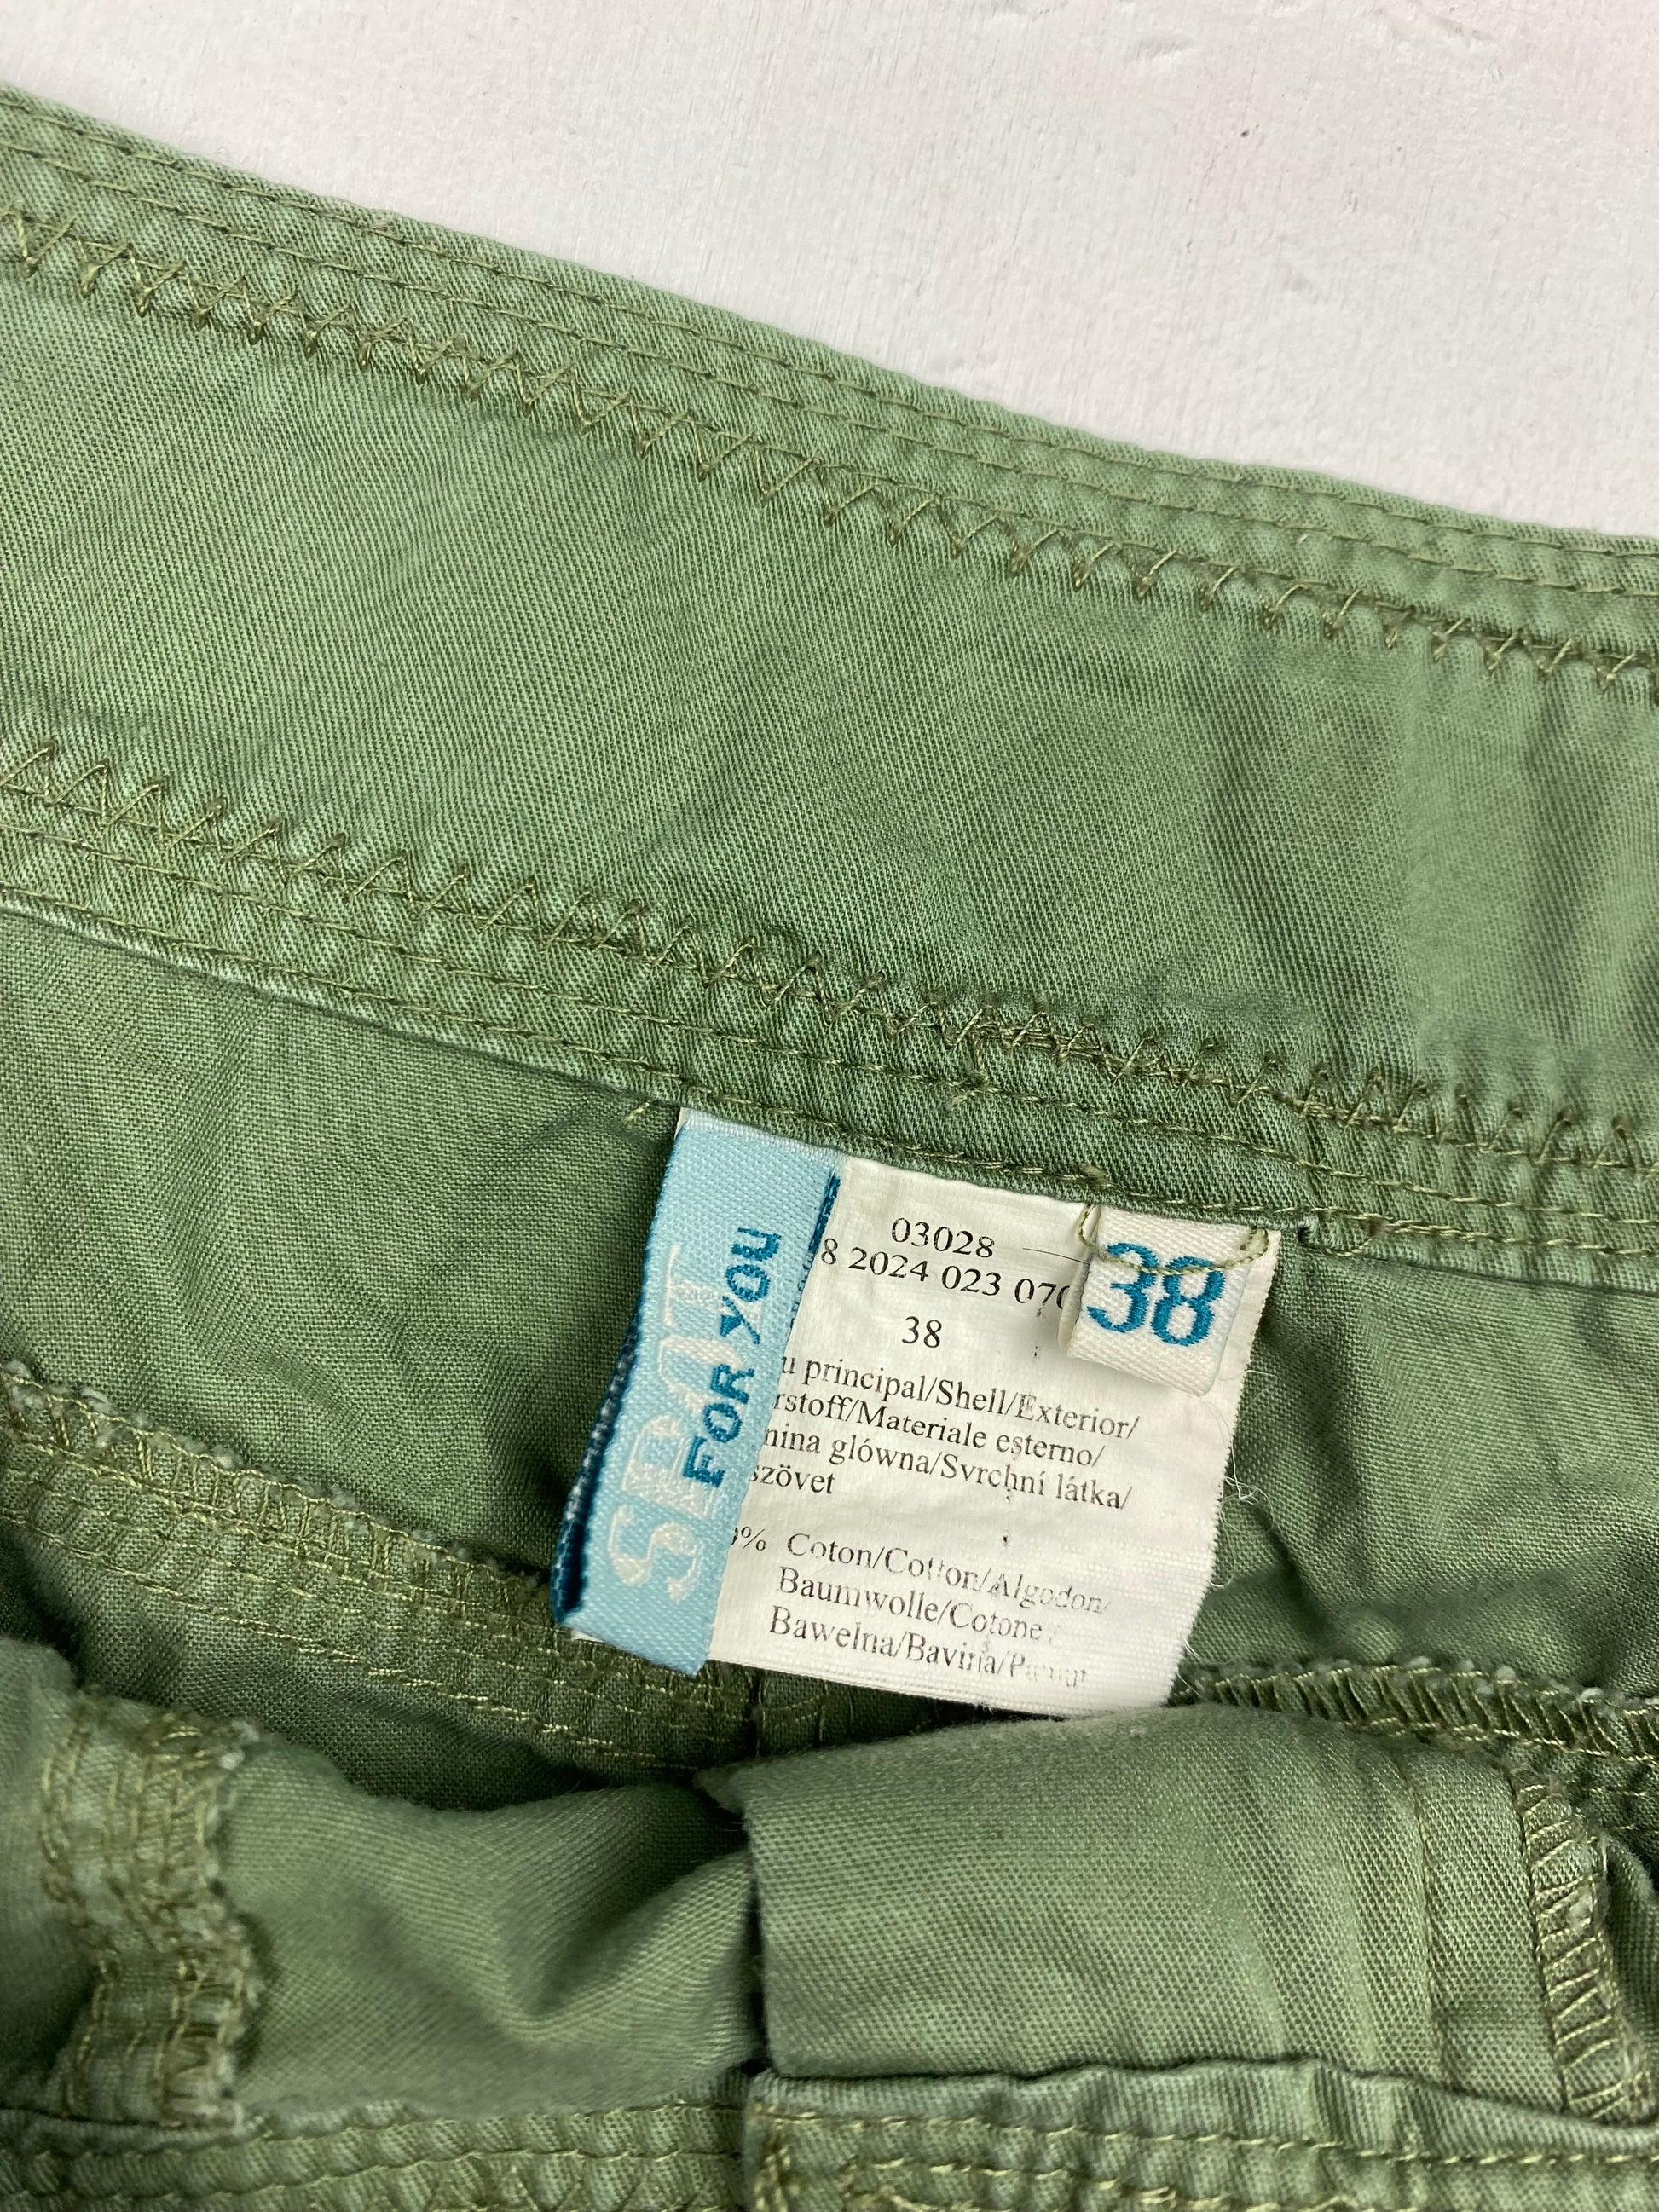 FOR YOU
03028
8 2024 023 070
38
38
u principal/Shell/Exterior/
rstoff/Materiale esterno/
nina główna/Svrchní látka/
szövet
% Coton/Cotton/Algodon/
Baumwolle/Cotone/
Bawełna/Bavlna/Pamut